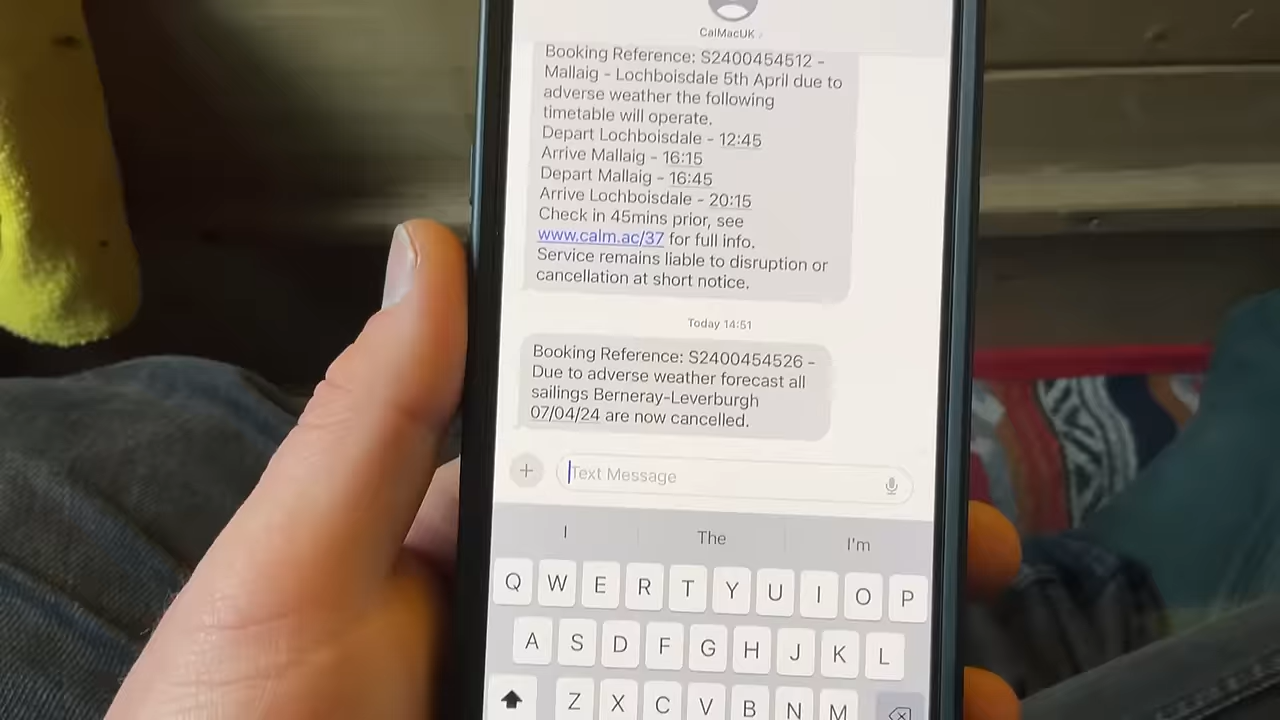 CalMacUK
Booking Reference: S2400454512 -
Mallaig - Lochboisdale 5th April due to
adverse weather the following
timetable will operate.
Depart Lochboisdale - 12:45
Arrive Mallaig - 16:15
Depart Mallaig - 16:45
Arrive Lochboisdale - 20:15
Check in 45mins prior, see
www.calm.ac/37 for full info.
Service remains liable to disruption or
cancellation at short notice.
Today 14:51
Booking Reference: S2400454526 -
Due to adverse weather forecast all
sailings Berneray-Leverburgh
07/04/24 are now cancelled.
Text Message
I The I'm
Q W E R T Y U I O P
A S D F G H J K L
Z X C V B N M